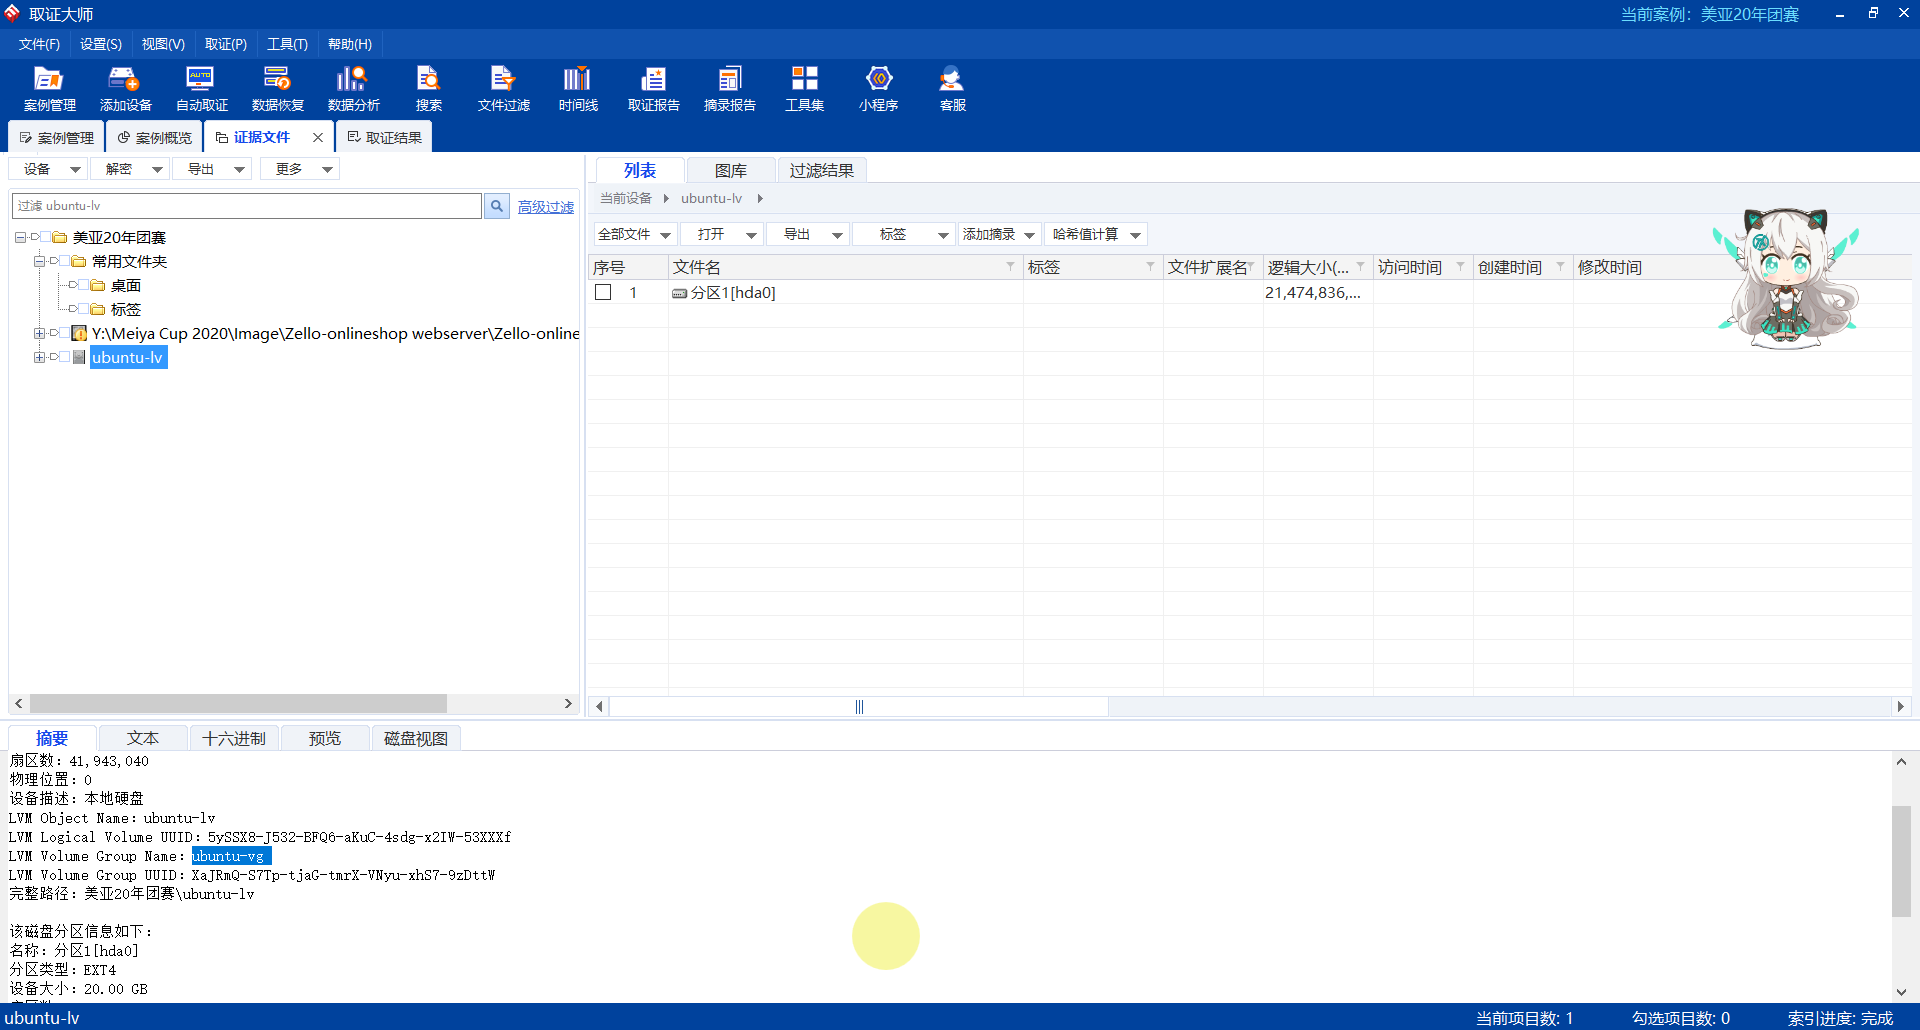 取证大师
当前案例：美亚20年团赛
文件(F) 设置(S) 视图(V) 取证(P) 工具(T) 帮助(H)
案例管理 添加设备 自动取证 数据恢复 数据分析 搜索 文件过滤 时间线 取证报告 摘录报告 工具集 小程序 客服
案例管理 案例概览 证据文件 取证结果
设备 解密 导出 更多
过滤 ubuntu-lv
高级过滤
美亚20年团赛
常用文件夹
桌面
标签
Y:\Meiya Cup 2020\Image\Zello-onlineshop webserver\Zello-online
ubuntu-lv
列表 图库 过滤结果
当前设备 ubuntu-lv
全部文件 打开 导出 标签 添加摘录 哈希值计算
序号 文件名 标签 文件扩展名 逻辑大小(... 访问时间 创建时间 修改时间
1 分区1[hda0] 21,474,836,...
摘要 文本 十六进制 预览 磁盘视图
扇区数：41,943,040
物理位置：0
设备描述：本地硬盘
LVM Object Name：ubuntu-lv
LVM Logical Volume UUID：5ySSX8-J532-BFQ6-aKuC-4sdg-x2IW-53XXXf
LVM Volume Group Name：ubuntu-vg
LVM Volume Group UUID：XaJRmQ-S7Tp-tjaG-tmrX-VNyu-xhS7-9zDttW
完整路径：美亚20年团赛\ubuntu-lv
该磁盘分区信息如下：
名称：分区1[hda0]
分区类型：EXT4
设备大小：20.00 GB
ubuntu-lv
当前项目数: 1 勾选项目数: 0 索引进度: 完成